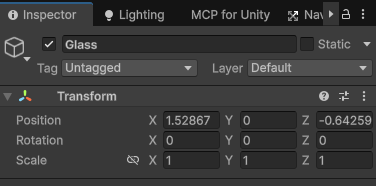 Inspector Lighting MCP for Unity Nav
Glass Static
Tag Untagged Layer Default
Transform
Position X 1.52867 Y 0 Z -0.64259
Rotation X 0 Y 0 Z 0
Scale X 1 Y 1 Z 1